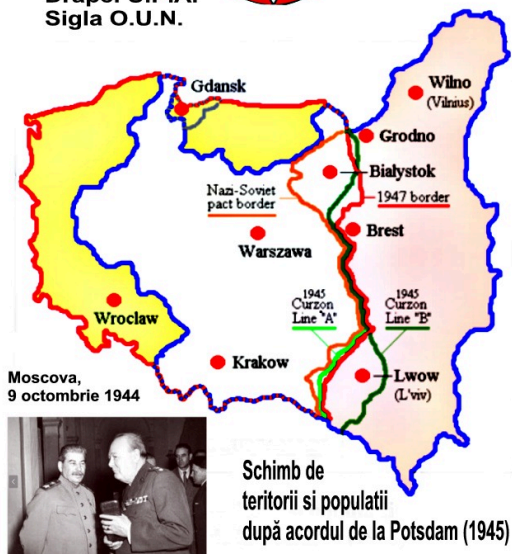 Sigla O.U.N.
Gdansk
Wilno
(Vilnius)
Grodno
Bialystok
Nazi-Soviet
pact border
1947 border
Brest
Warszawa
1945
Curzon
Line "A"
1945
Curzon
Line "B"
Wroclaw
Krakow
Lwow
(L'viv)
Moscova,
9 octombrie 1944
Schimb de
teritorii si populatii
după acordul de la Potsdam (1945)